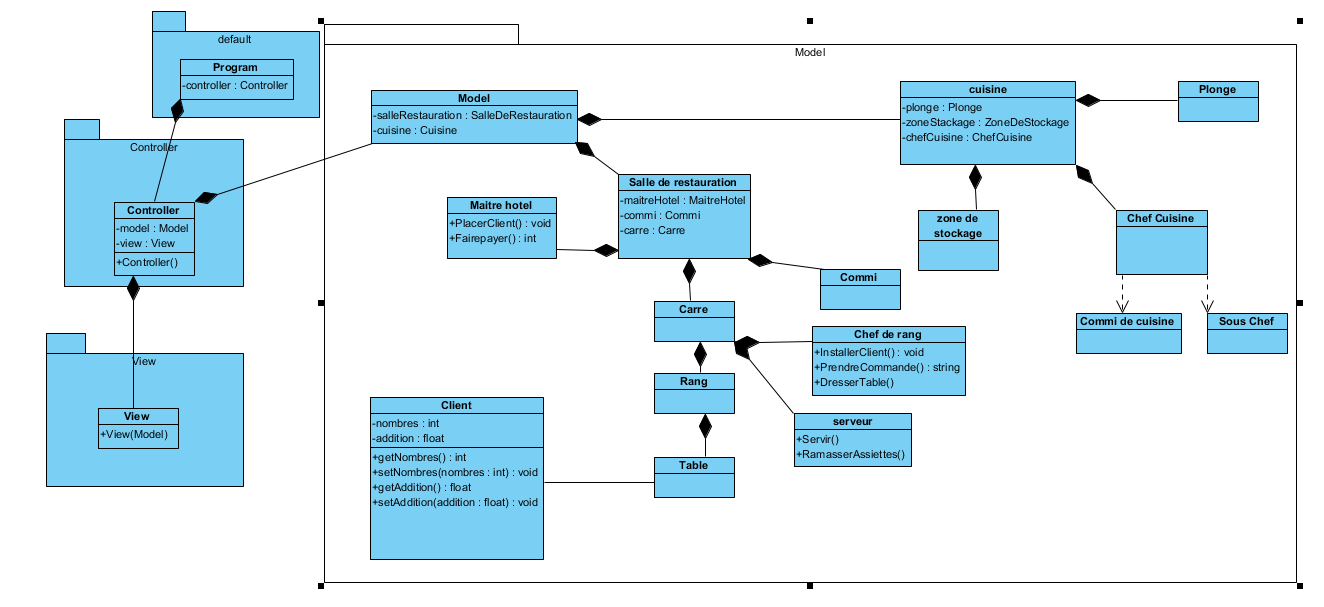 default
Program
-controller : Controller
Controller
Controller
-model : Model
-view : View
+Controller()
View
View
+View(Model)
Model
Model
-salleRestauration : SalleDeRestauration
-cuisine : Cuisine
cuisine
-plonge : Plonge
-zoneStackage : ZoneDeStockage
-chefCuisine : ChefCuisine
Plonge
Maitre hotel
+PlacerClient() : void
+Fairepayer() : int
Salle de restauration
-maitreHotel : MaitreHotel
-commi : Commi
-carre : Carre
zone de
stockage
Chef Cuisine
Commi
Commi de cuisine
Sous Chef
Carre
Chef de rang
+InstallerClient() : void
+PrendreCommande() : string
+DresserTable()
Rang
serveur
+Servir()
+RamasserAssiettes()
Client
-nombres : int
-addition : float
+getNombres() : int
+setNombres(nombres : int) : void
+getAddition() : float
+setAddition(addition : float) : void
Table